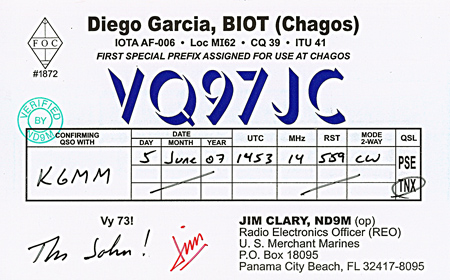 Diego Garcia, BIOT (Chagos)
IOTA AF-006 • Loc MI62 • CQ 39 • ITU 41
FIRST SPECIAL PREFIX ASSIGNED FOR USE AT CHAGOS
FOC
#1872
VQ97JC
VERIFIED BY ND9M
CONFIRMING QSO WITH
DATE
DAY MONTH YEAR
UTC
MHz
RST
MODE 2-WAY
QSL
K6MM
5 June 07 1453 14 559 CW
PSE
TNX
Vy 73!
Tnx John!
Jim
JIM CLARY, ND9M (op)
Radio Electronics Officer (REO)
U. S. Merchant Marines
P.O Box 18095
Panama City Beach, FL 32417-8095